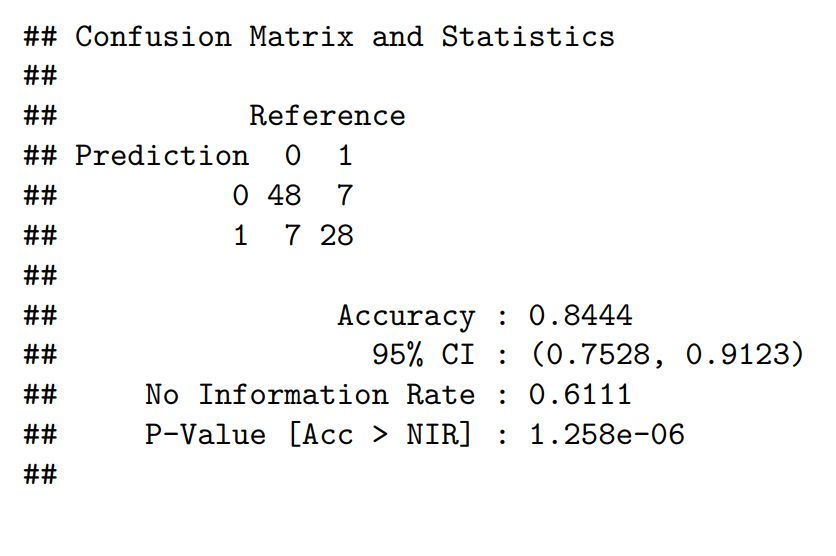 ## Confusion Matrix and Statistics
##
##           Reference
## Prediction  0  1
##          0 48  7
##          1  7 28
##
##                Accuracy : 0.8444
##                  95% CI : (0.7528, 0.9123)
##     No Information Rate : 0.6111
##     P-Value [Acc > NIR] : 1.258e-06
##